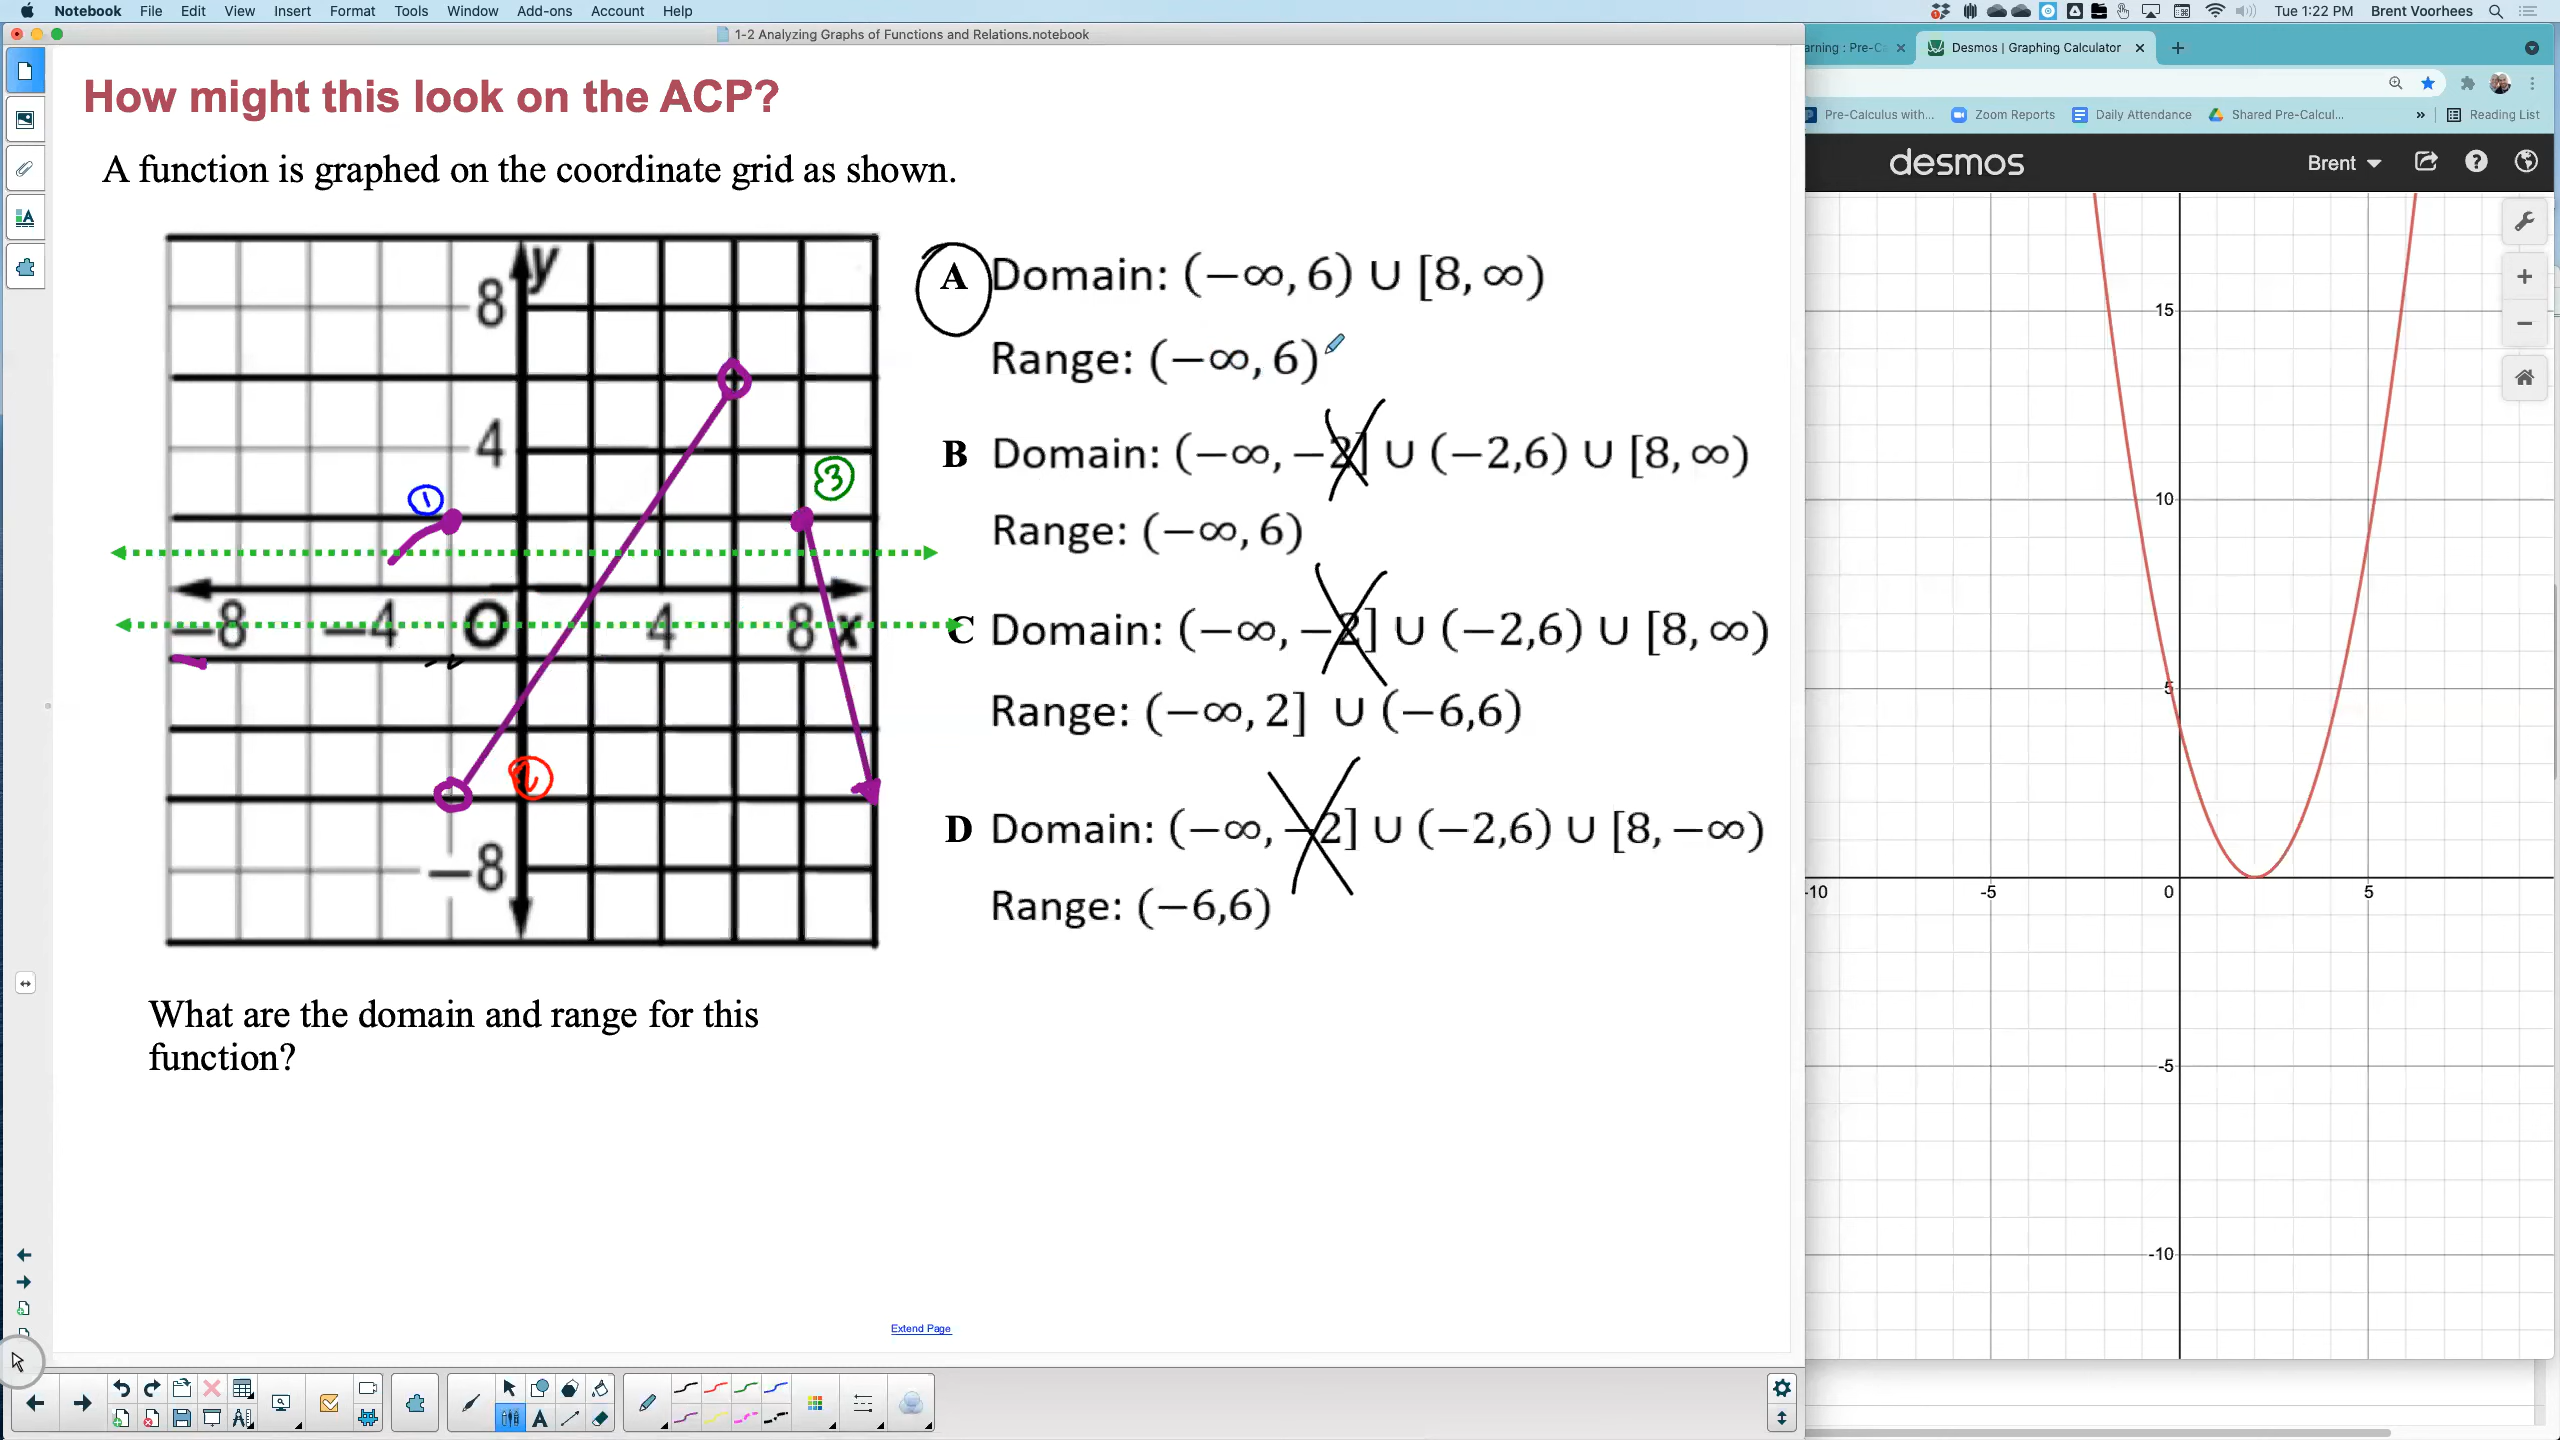 Notebook File Edit View Insert Format Tools Window Add-ons Account Help Tue 1:22 PM Brent Voorhees
1-2 Analyzing Graphs of Functions and Relations.notebook
arning : Pre-C Desmos | Graphing Calculator
Pre-Calculus with... Zoom Reports Daily Attendance Shared Pre-Calcul... » Reading List
desmos Brent
How might this look on the ACP?
A function is graphed on the coordinate grid as shown.
y
8
4
-8 -4 O 4 8 x
-8
1
2
3
A Domain: (−∞, 6) ∪ [8, ∞)
Range: (−∞, 6)
B Domain: (−∞, −2] ∪ (−2,6) ∪ [8, ∞)
Range: (−∞, 6)
C Domain: (−∞, −2] ∪ (−2,6) ∪ [8, ∞)
Range: (−∞, 2] ∪ (−6,6)
D Domain: (−∞, −2] ∪ (−2,6) ∪ [8, −∞)
Range: (−6,6)
What are the domain and range for this
function?
Extend Page
15
10
5
-10 -5 0 5
-5
-10